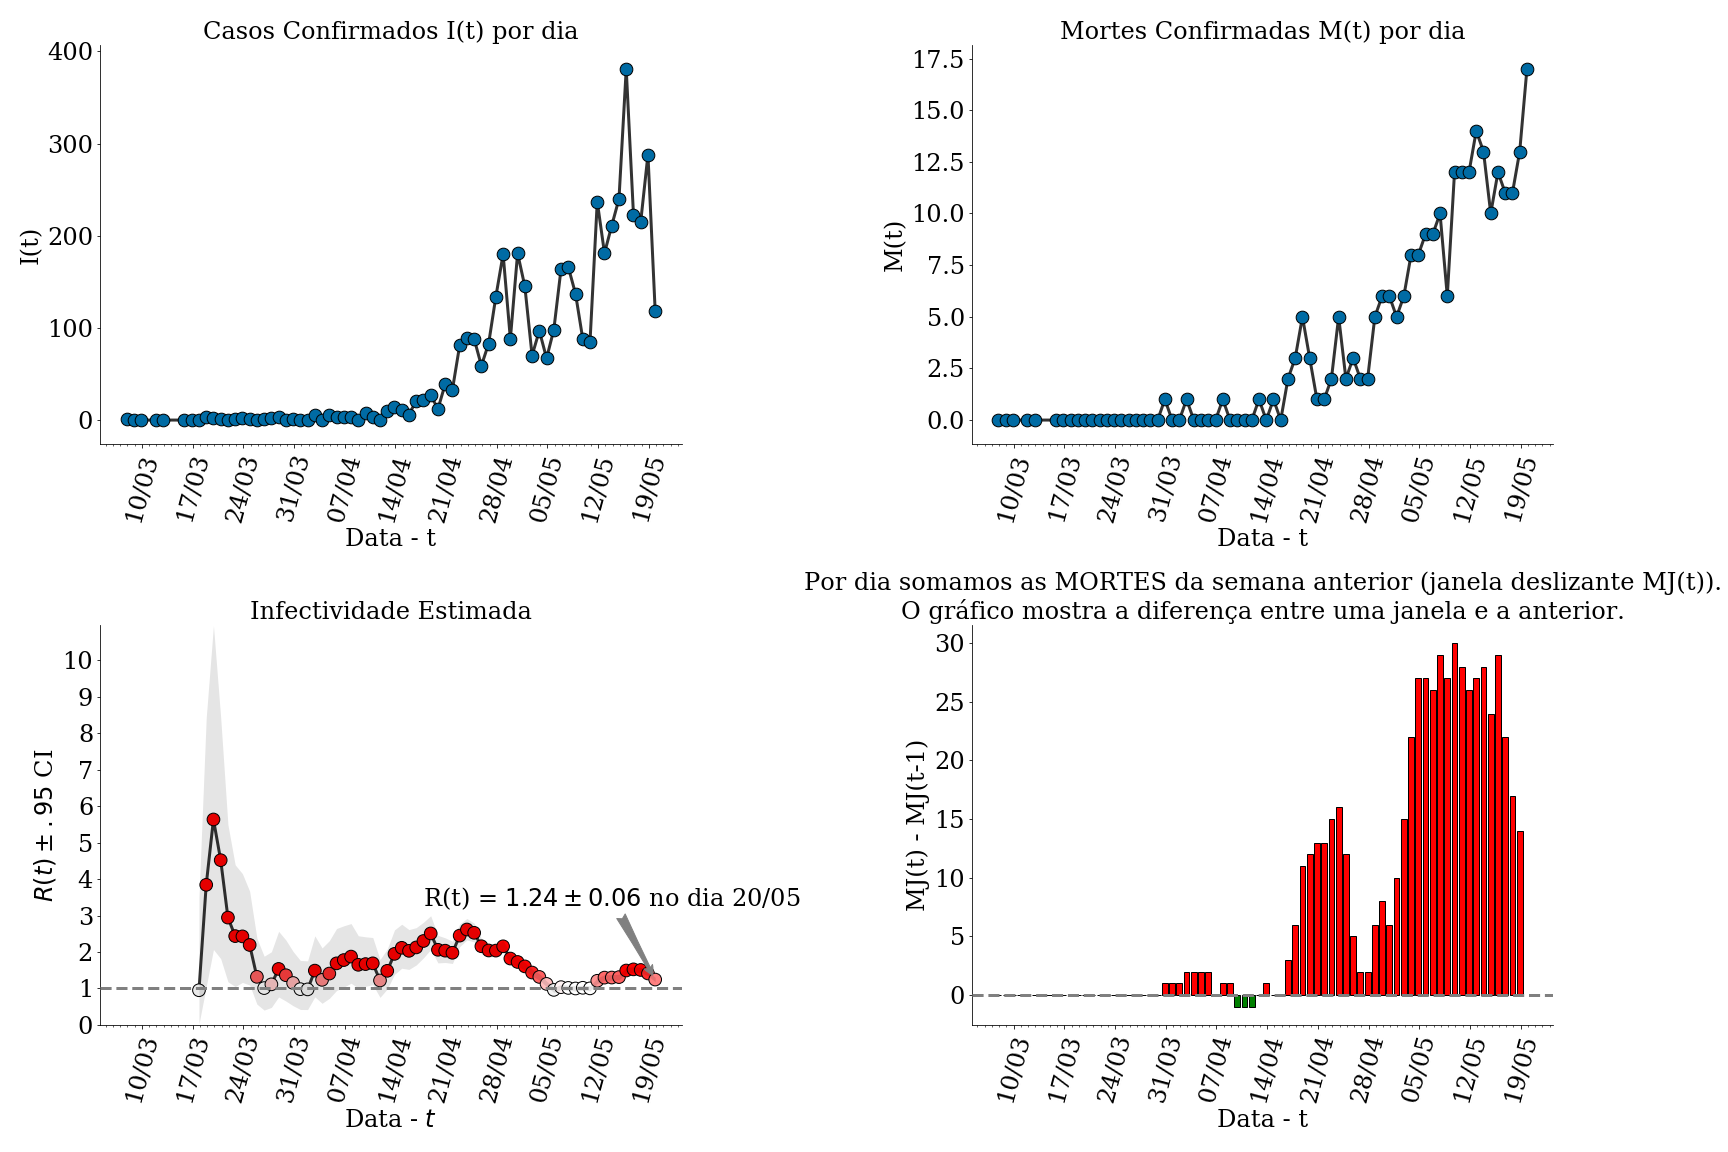 Casos Confirmados I(t) por dia
400
300
200
100
0
I(t)
10/03 17/03 24/03 31/03 07/04 14/04 21/04 28/04 05/05 12/05 19/05
Data - t
Mortes Confirmadas M(t) por dia
17.5
15.0
12.5
10.0
7.5
5.0
2.5
0.0
M(t)
10/03 17/03 24/03 31/03 07/04 14/04 21/04 28/04 05/05 12/05 19/05
Data - t
Infectividade Estimada
10
9
8
7
6
5
4
3
2
1
0
R(t) ± .95 CI
R(t) = 1.24 ± 0.06 no dia 20/05
10/03 17/03 24/03 31/03 07/04 14/04 21/04 28/04 05/05 12/05 19/05
Data - t
Por dia somamos as MORTES da semana anterior (janela deslizante MJ(t)).
O gráfico mostra a diferença entre uma janela e a anterior.
30
25
20
15
10
5
0
MJ(t) - MJ(t-1)
10/03 17/03 24/03 31/03 07/04 14/04 21/04 28/04 05/05 12/05 19/05
Data - t